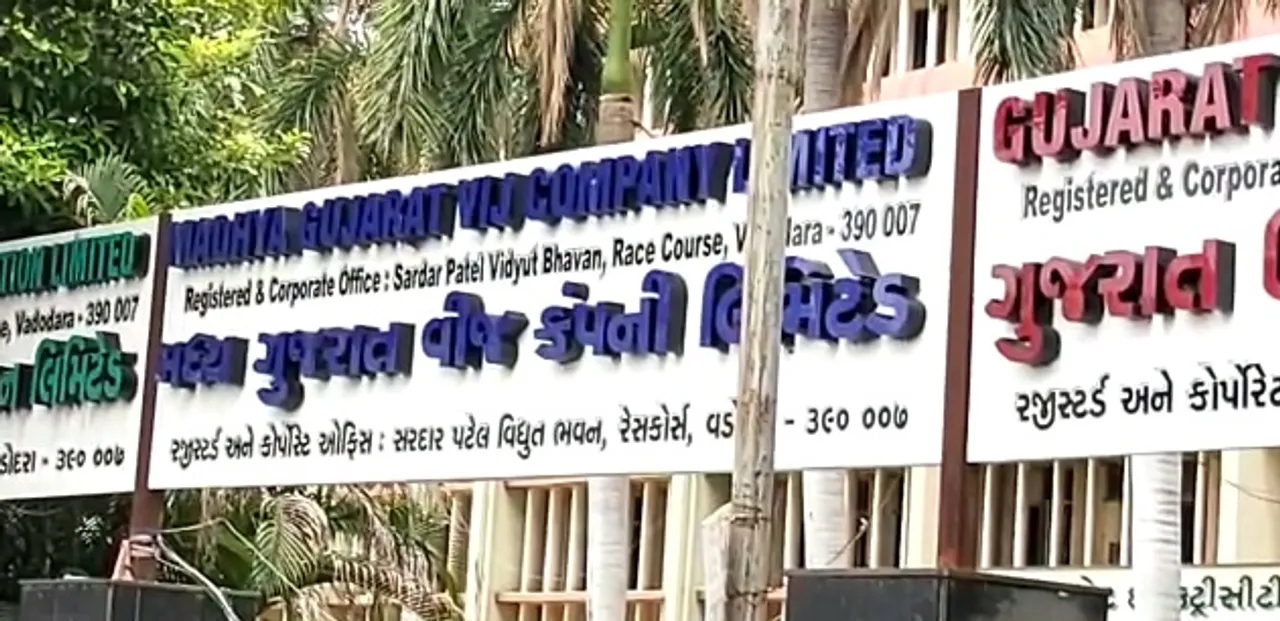 TION LIMITED
e, Vadodara - 390 007
ન લિમિટેડ
ડોદરા - ૩૯૦ ૦૦૭
MADHYA GUJARAT VIJ COMPANY LIMITED
Registered & Corporate Office : Sardar Patel Vidyut Bhavan, Race Course, V dara - 390 007
મધ્ય ગુજરાત વીજ કંપની લિમિટેડ
રજીસ્ટર્ડ અને કોર્પોરેટ ઓફિસ : સરદાર પટેલ વિદ્યુત ભવન, રેસકોર્સ, વડ - ૩૯૦ ૦૦૭
GUJARAT
Registered & Corpora
ગુજરાત
રજીસ્ટર્ડ અને કોર્પોરેટ